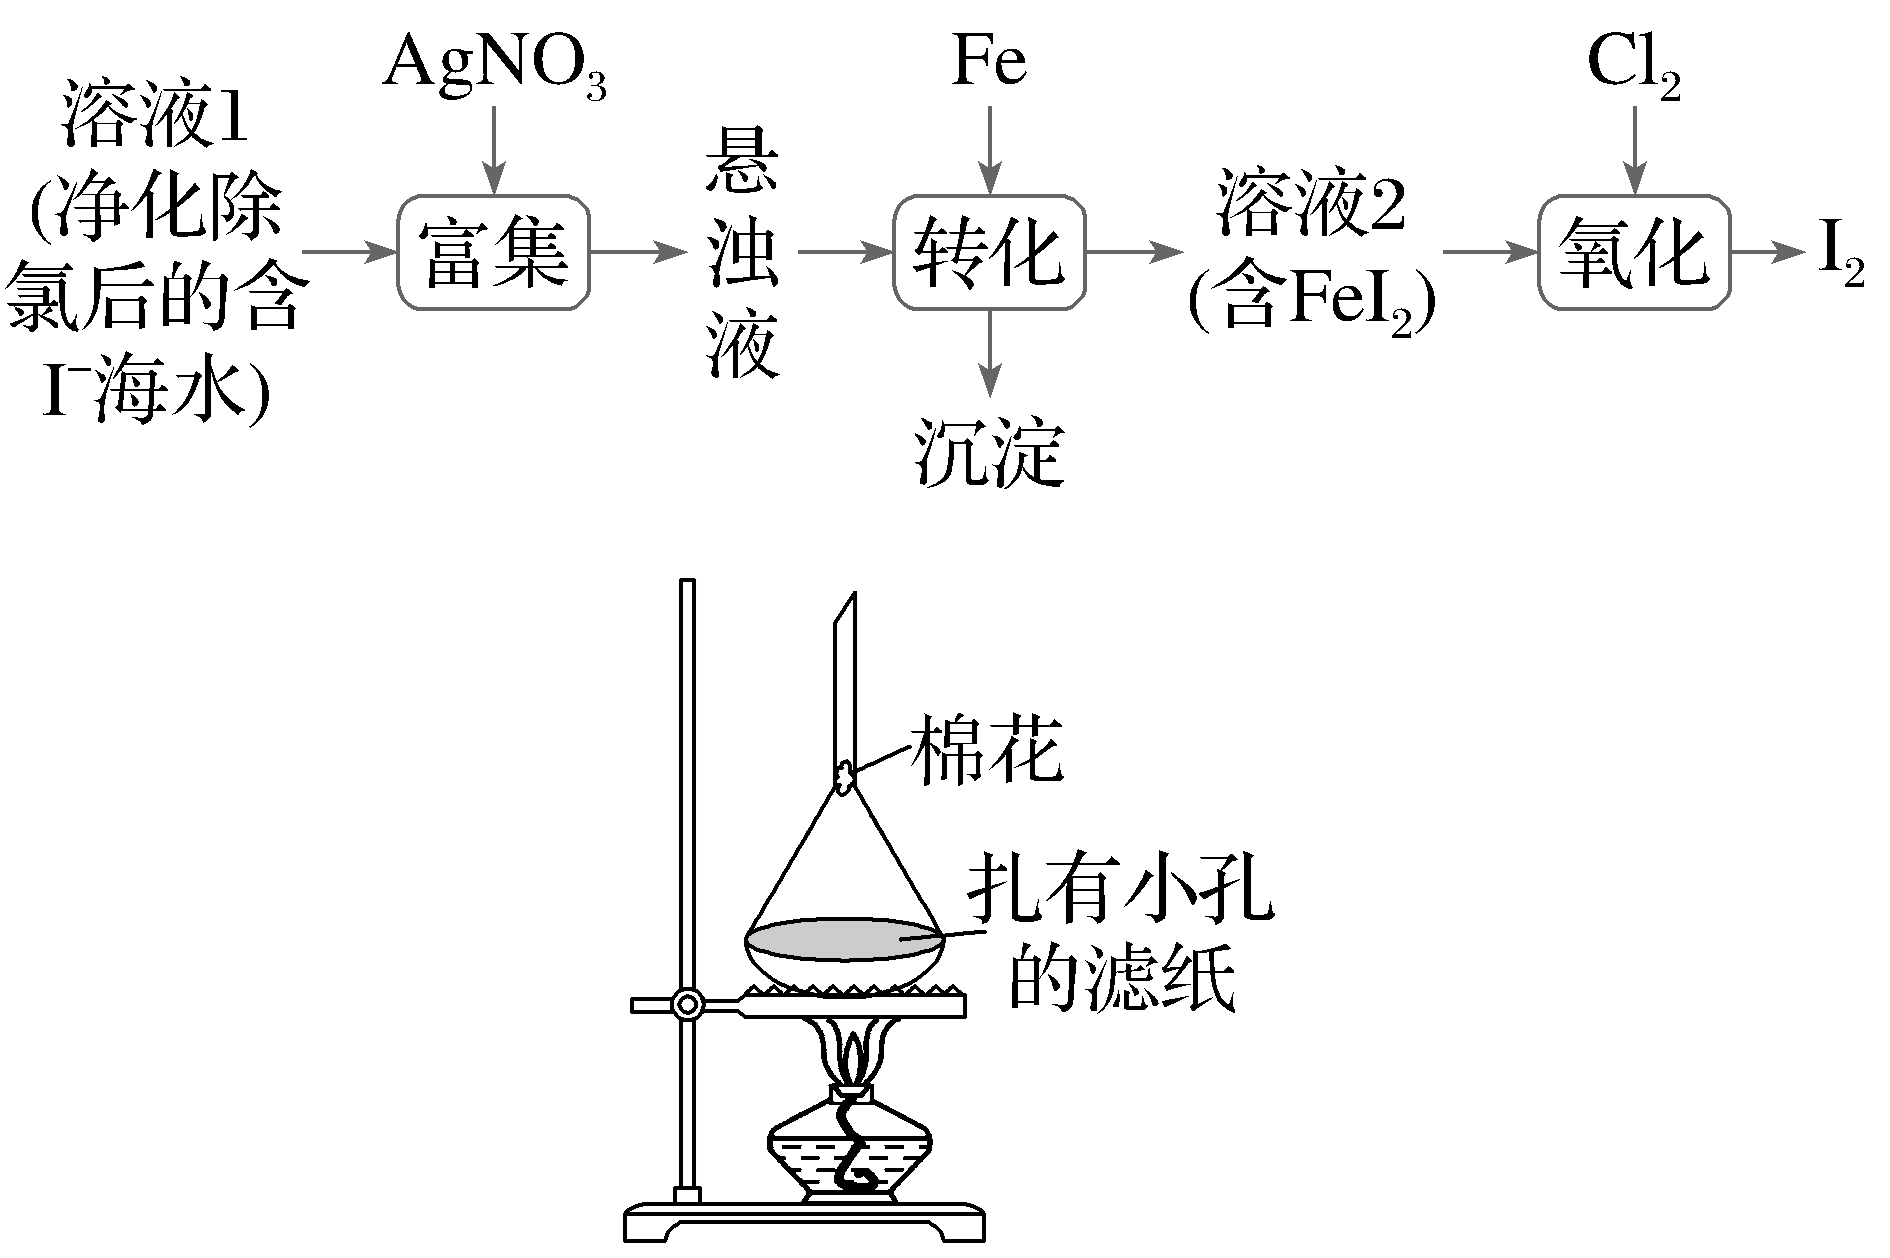 AgNO₃
Fe
Cl₂
溶液1
(净化除
氯后的含
I⁻海水)
富集
悬
浊
液
转化
溶液2
(含FeI₂)
氧化
I₂
沉淀
棉花
扎有小孔
的滤纸